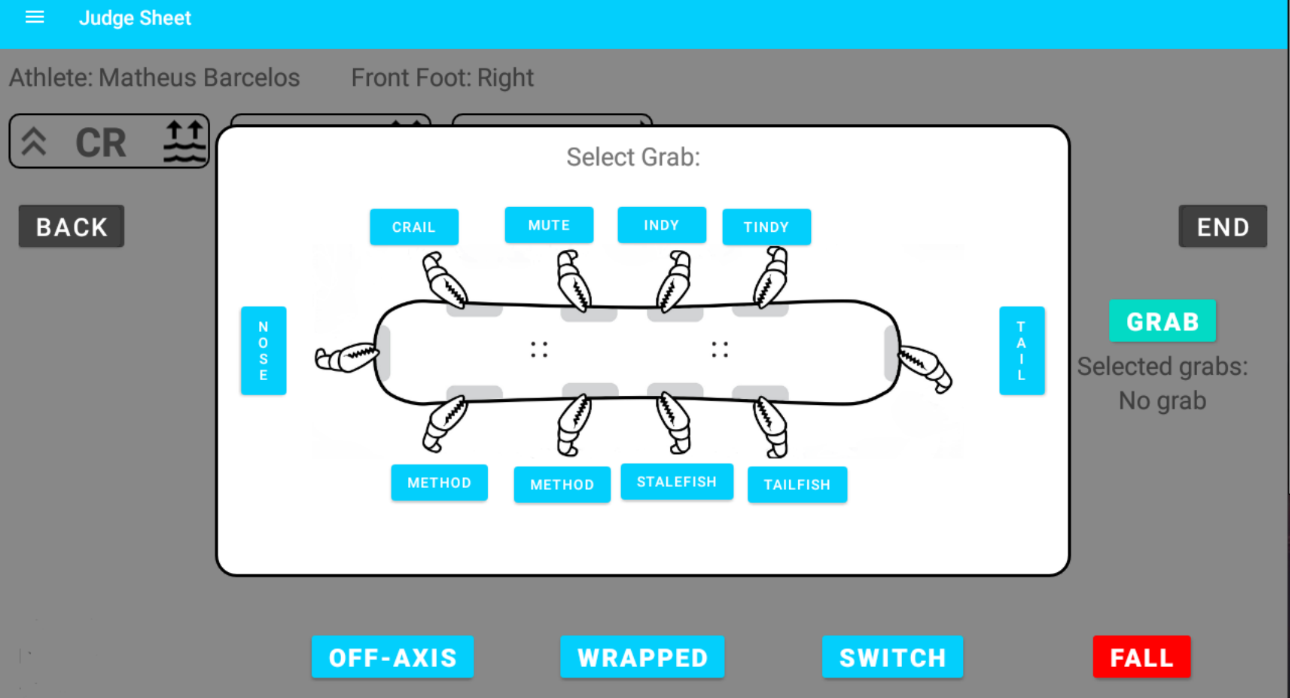 Judge Sheet
Athlete: Matheus Barcelos Front Foot: Right
CR
Select Grab:
BACK
CRAIL
MUTE
INDY
TINDY
END
NOSE
TAIL
GRAB
Selected grabs:
No grab
METHOD
METHOD
STALEFISH
TAILFISH
OFF-AXIS
WRAPPED
SWITCH
FALL